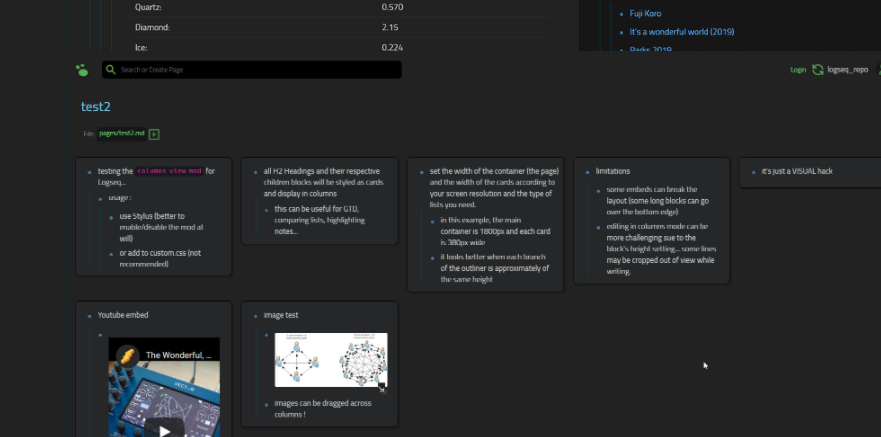 Quartz: 0.570
Diamond: 2.15
Ice: 0.224
Fuji Koro
It's a wonderful world (2019)
Parks 2019
Search or Create Page
Login logseq_repo
test2
File: pages/test2.md
testing the columns view mod for
Logseq...
usage :
use Stylus (better to
enable/disable the mod at
will)
or add to custom.css (not
recommended)
all H2 Headings and their respective
children blocks will be styled as cards
and display in columns
this can be useful for GTD,
comparing lists, highlighting
notes...
set the width of the container (the page)
and the width of the cards according to
your screen resolution and the type of
lists you need.
in this example, the main
container is 1800px and each card
is 380px wide
it looks better when each branch
of the outliner is approximately of
the same height
limitations
some embeds can break the
layout (some long blocks can go
over the bottom edge)
editing in columns mode can be
more challenging sue to the
block's height setting... some lines
may be cropped out of view while
writing.
it's just a VISUAL hack
Youtube embed
The Wonderful, ...
image test
images can be dragged across
columns !